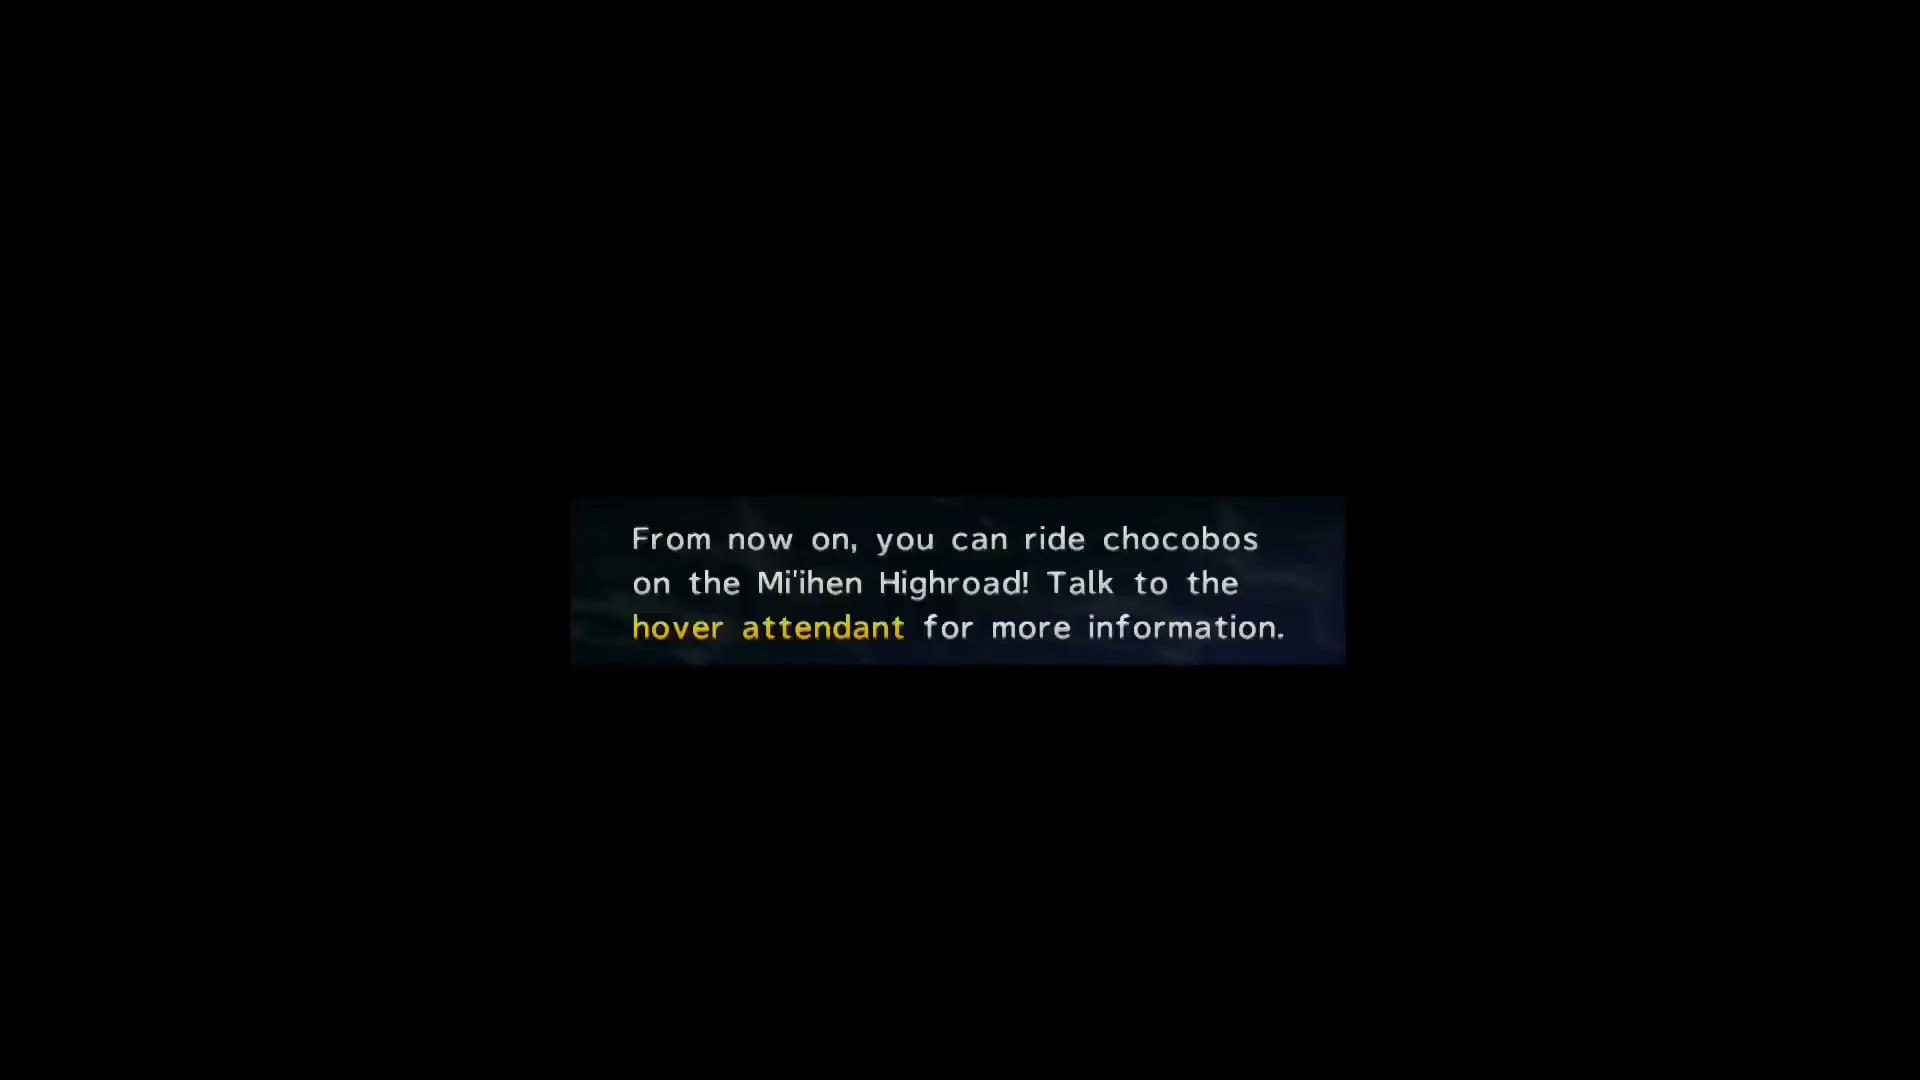 From now on, you can ride chocobos
on the Mi'ihen Highroad! Talk to the
hover attendant for more information.